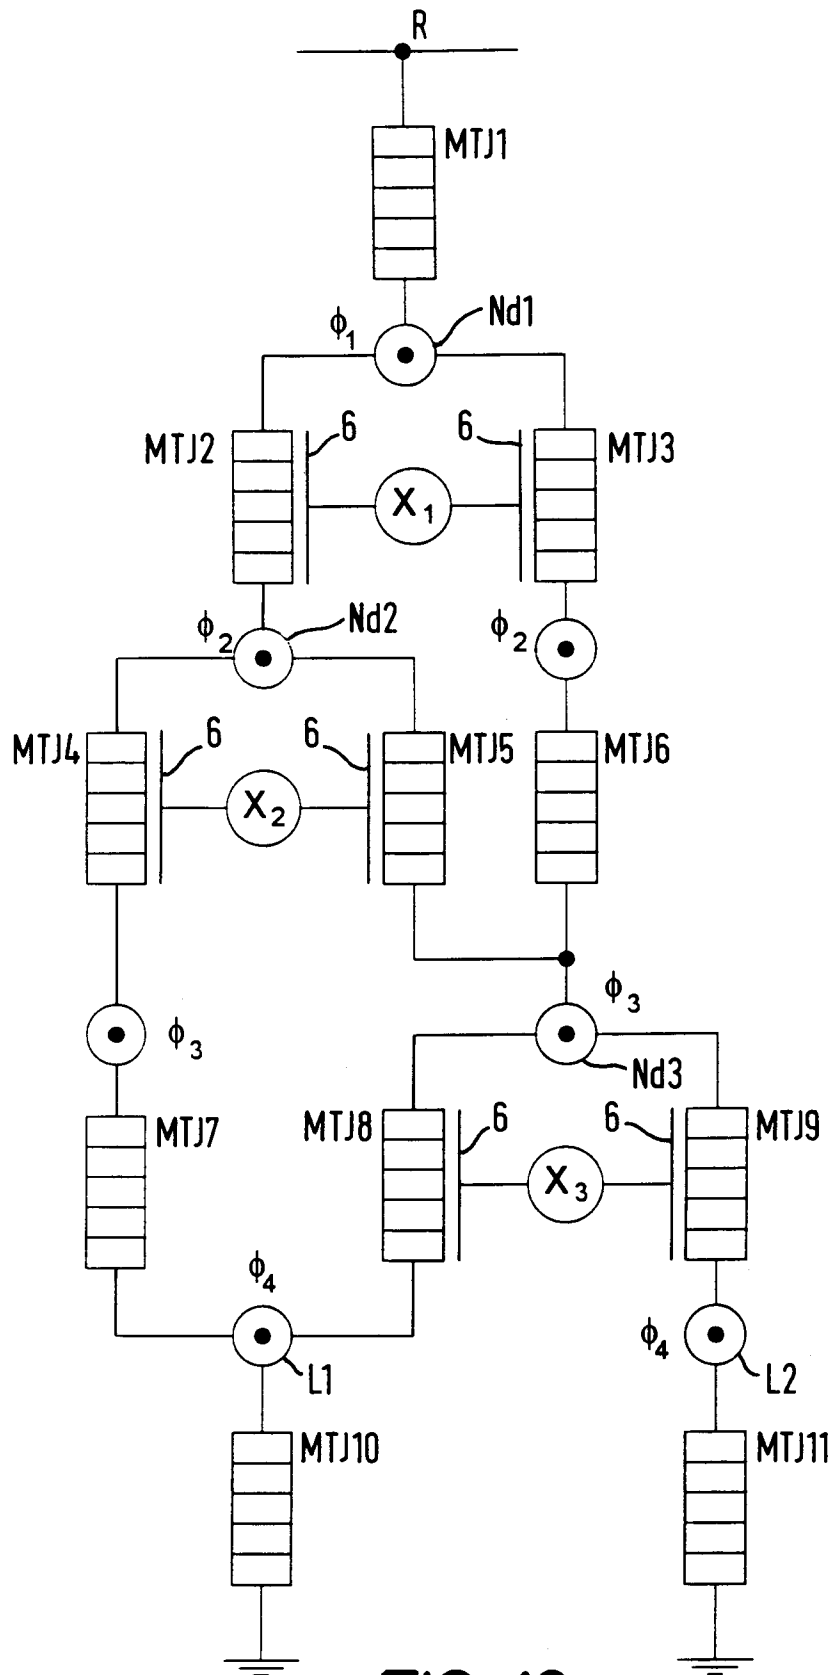 R
MTJ1
ϕ1 Nd1
MTJ2 6 6 MTJ3
X1
ϕ2 Nd2 ϕ2
MTJ4 6 6 MTJ5 MTJ6
X2
ϕ3
ϕ3
Nd3
MTJ7 MTJ8 6 6 MTJ9
X3
ϕ4
ϕ4
L1 L2
MTJ10 MTJ11